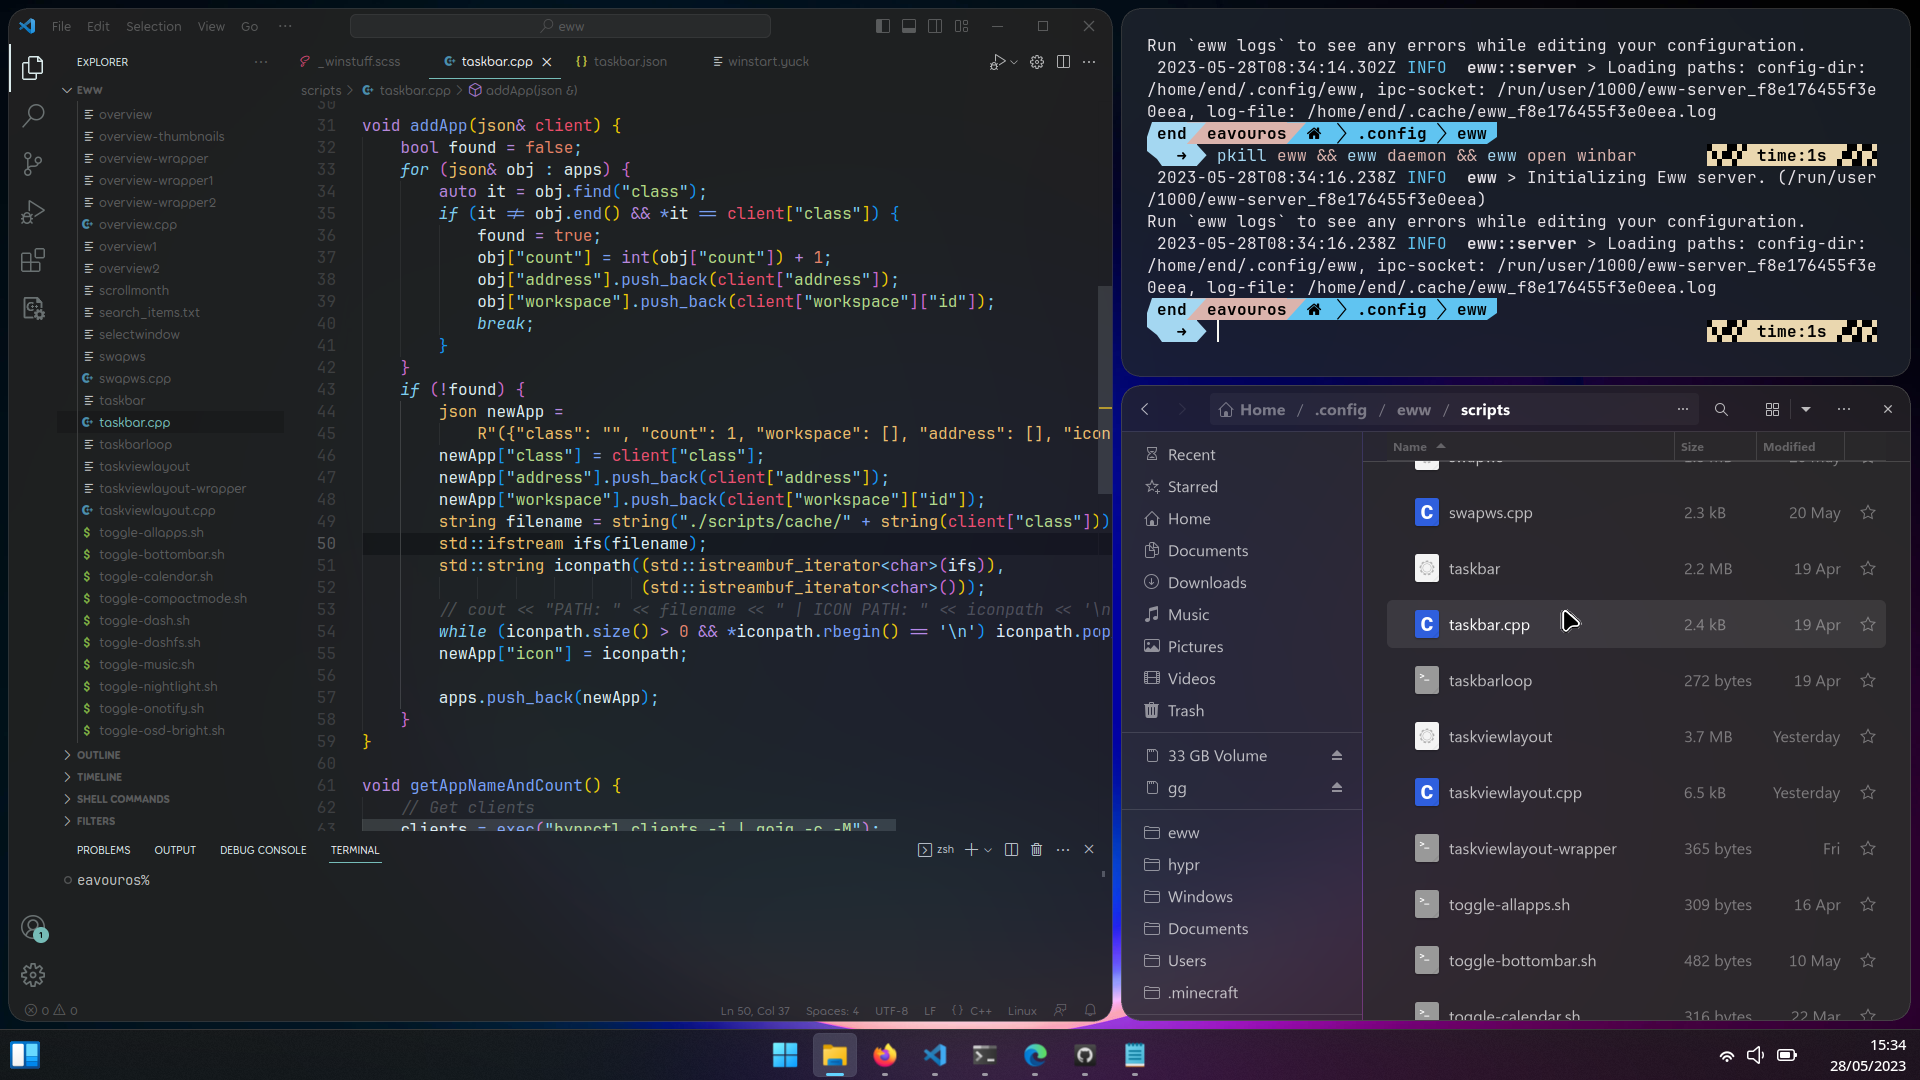 File Edit Selection View Go ···
eww
EXPLORER
EWW
overview
overview-thumbnails
overview-wrapper
overview-wrapper1
overview-wrapper2
overview.cpp
overview1
overview2
scrollmonth
search_items.txt
selectwindow
swapws
swapws.cpp
taskbar
taskbar.cpp
taskbarloop
taskviewlayout
taskviewlayout-wrapper
taskviewlayout.cpp
toggle-allapps.sh
toggle-bottombar.sh
toggle-calendar.sh
toggle-compactmode.sh
toggle-dash.sh
toggle-dashfs.sh
toggle-music.sh
toggle-nightlight.sh
toggle-onotify.sh
toggle-osd-bright.sh
OUTLINE
TIMELINE
SHELL COMMANDS
FILTERS
_winstuff.scss taskbar.cpp taskbar.json winstart.yuck
scripts > taskbar.cpp > addApp(json &)
30
31 void addApp(json& client) {
32 bool found = false;
33 for (json& obj : apps) {
34 auto it = obj.find("class");
35 if (it ≠ obj.end() && *it == client["class"]) {
36 found = true;
37 obj["count"] = int(obj["count"]) + 1;
38 obj["address"].push_back(client["address"]);
39 obj["workspace"].push_back(client["workspace"]["id"]);
40 break;
41 }
42 }
43 if (!found) {
44 json newApp =
45 R"({"class": "", "count": 1, "workspace": [], "address": [], "icon
46 newApp["class"] = client["class"];
47 newApp["address"].push_back(client["address"]);
48 newApp["workspace"].push_back(client["workspace"]["id"]);
49 string filename = string("./scripts/cache/" + string(client["class"]))
50 std::ifstream ifs(filename);
51 std::string iconpath((std::istreambuf_iterator<char>(ifs)),
52 (std::istreambuf_iterator<char>()));
53 // cout << "PATH: " << filename << " | ICON PATH: " << iconpath << '\n
54 while (iconpath.size() > 0 && *iconpath.rbegin() == '\n') iconpath.pop
55 newApp["icon"] = iconpath;
56
57 apps.push_back(newApp);
58 }
59 }
60
61 void getAppNameAndCount() {
62 // Get clients
63 clients = exec("hyprctl clients -j | gojq -c -M");
PROBLEMS OUTPUT DEBUG CONSOLE TERMINAL
zsh
eavouros%
1
0 0
Ln 50, Col 37 Spaces: 4 UTF-8 LF {} C++ Linux
Run `eww logs` to see any errors while editing your configuration.
2023-05-28T08:34:14.302Z INFO eww::server > Loading paths: config-dir:
/home/end/.config/eww, ipc-socket: /run/user/1000/eww-server_f8e176455f3e
0eea, log-file: /home/end/.cache/eww_f8e176455f3e0eea.log
end eavouros .config eww
→ pkill eww && eww daemon && eww open winbar time:1s
2023-05-28T08:34:16.238Z INFO eww > Initializing Eww server. (/run/user
/1000/eww-server_f8e176455f3e0eea)
Run `eww logs` to see any errors while editing your configuration.
2023-05-28T08:34:16.238Z INFO eww::server > Loading paths: config-dir:
/home/end/.config/eww, ipc-socket: /run/user/1000/eww-server_f8e176455f3e
0eea, log-file: /home/end/.cache/eww_f8e176455f3e0eea.log
end eavouros .config eww
→ time:1s
Home / .config / eww / scripts
Recent
Starred
Home
Documents
Downloads
Music
Pictures
Videos
Trash
33 GB Volume
gg
eww
hypr
Windows
Documents
Users
.minecraft
Name Size Modified
swapws
swapws.cpp 2.3 kB 20 May
taskbar 2.2 MB 19 Apr
taskbar.cpp 2.4 kB 19 Apr
taskbarloop 272 bytes 19 Apr
taskviewlayout 3.7 MB Yesterday
taskviewlayout.cpp 6.5 kB Yesterday
taskviewlayout-wrapper 365 bytes Fri
toggle-allapps.sh 309 bytes 16 Apr
toggle-bottombar.sh 482 bytes 10 May
toggle-calendar.sh 316 bytes 22 Mar
15:34
28/05/2023